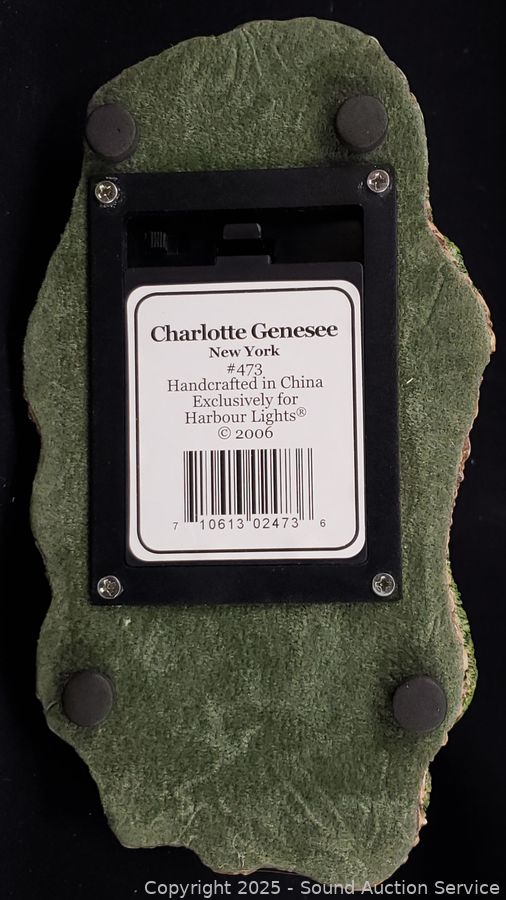 Charlotte Genesee
New York
#473
Handcrafted in China
Exclusively for
Harbour Lights®
© 2006
7 10613 02473 6
Copyright 2025 - Sound Auction Service